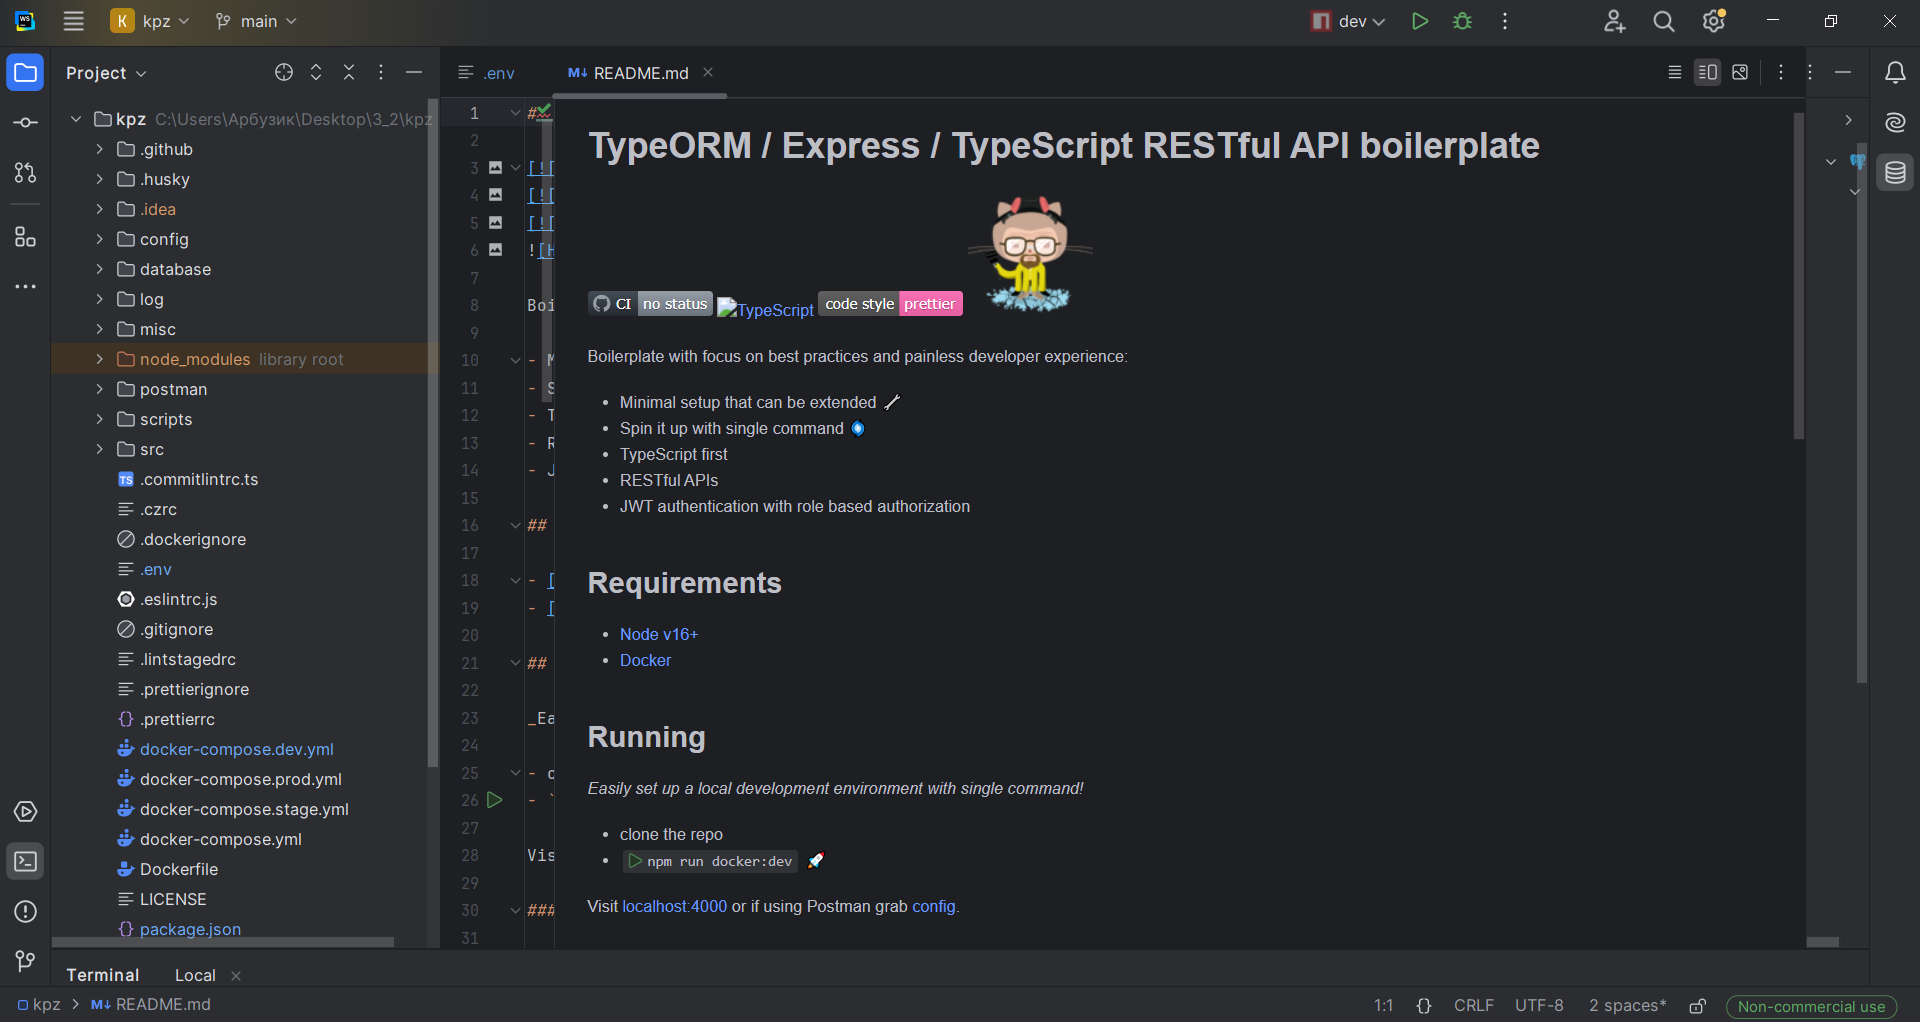 WS
K kpz
main
dev
Project
.env
M↓ README.md
kpz C:\Users\Арбузик\Desktop\3_2\kpz
.github
.husky
.idea
config
database
log
misc
node_modules library root
postman
scripts
src
TS .commitlintrc.ts
.czrc
.dockerignore
.env
.eslintrc.js
.gitignore
.lintstagedrc
.prettierignore
{} .prettierrc
docker-compose.dev.yml
docker-compose.prod.yml
docker-compose.stage.yml
docker-compose.yml
Dockerfile
LICENSE
{} package.json
1 #
2
3 [![
4 [![
5 [![
6 ![H
7
8 Boi
9
10 - M
11 - S
12 - T
13 - R
14 - J
15
16 ##
17
18 - [
19 - [
20
21 ##
22
23 _Ea
24
25 - c
26 - `
27
28 Vis
29
30 ###
31
TypeORM / Express / TypeScript RESTful API boilerplate
CI no status TypeScript code style prettier
Boilerplate with focus on best practices and painless developer experience:
• Minimal setup that can be extended
• Spin it up with single command
• TypeScript first
• RESTful APIs
• JWT authentication with role based authorization
Requirements
• Node v16+
• Docker
Running
Easily set up a local development environment with single command!
• clone the repo
• npm run docker:dev 🚀
Visit localhost:4000 or if using Postman grab config.
Terminal Local
kpz > M↓ README.md
1:1 {} CRLF UTF-8 2 spaces* Non-commercial use